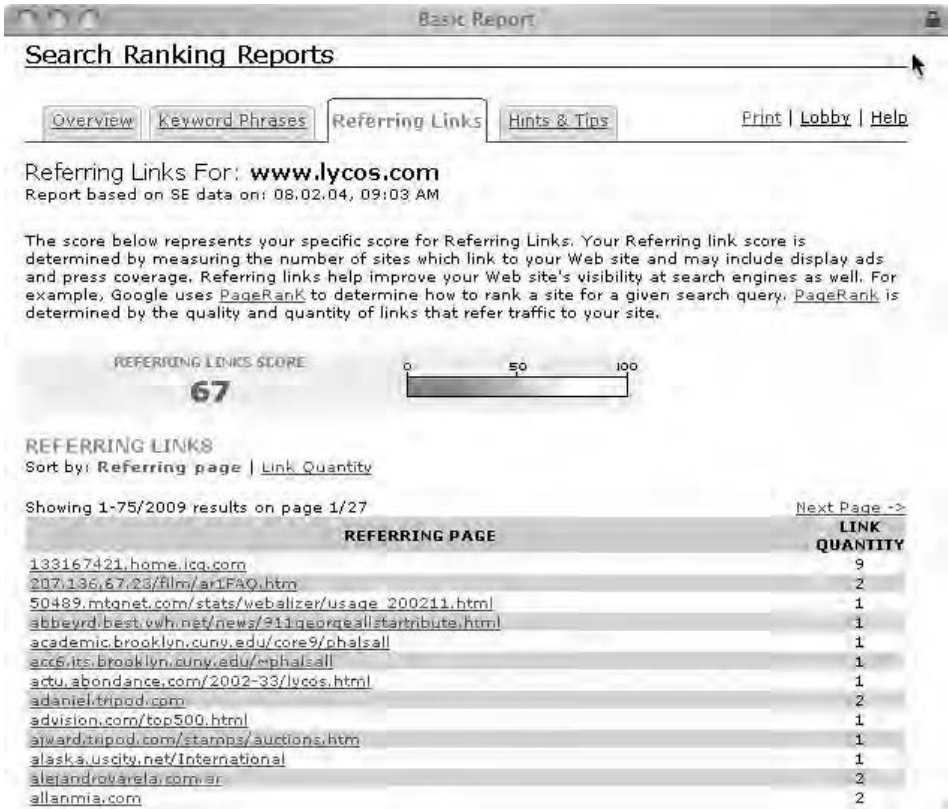 Basic Report
Search Ranking Reports
Overview Keyword Phrases Referring Links Hints & Tips Print | Lobby | Help
Referring Links For: www.lycos.com
Report based on SE data on: 08.02.04, 09:03 AM
The score below represents your specific score for Referring Links. Your Referring link score is
determined by measuring the number of sites which link to your Web site and may include display ads
and press coverage. Referring links help improve your Web site's visibility at search engines as well. For
example, Google uses PageRank to determine how to rank a site for a given search query. PageRank is
determined by the quality and quantity of links that refer traffic to your site.
REFERRING LINKS SCORE
67
0 50 100
REFERRING LINKS
Sort by: Referring page | Link Quantity
Showing 1-75/2009 results on page 1/27 Next Page ->
REFERRING PAGE LINK QUANTITY
133167421.home.icq.com 9
207.136.67.23/film/ar1FAQ.htm 2
50489.mtgnet.com/stats/webalizer/usage_200211.html 1
abbeyrd.best.vwh.net/news/911georgeallstartribute.html 1
academic.brooklyn.cuny.edu/core9/phalsall 1
acc6.its.brooklyn.cuny.edu/~phalsall 1
actu.abondance.com/2002-33/lycos.html 1
adaniel.tripod.com 2
advision.com/top500.html 1
ajward.tripod.com/stamps/auctions.htm 1
alaska.uscity.net/International 1
alejandrovarela.com.ar 2
allanmia.com 2